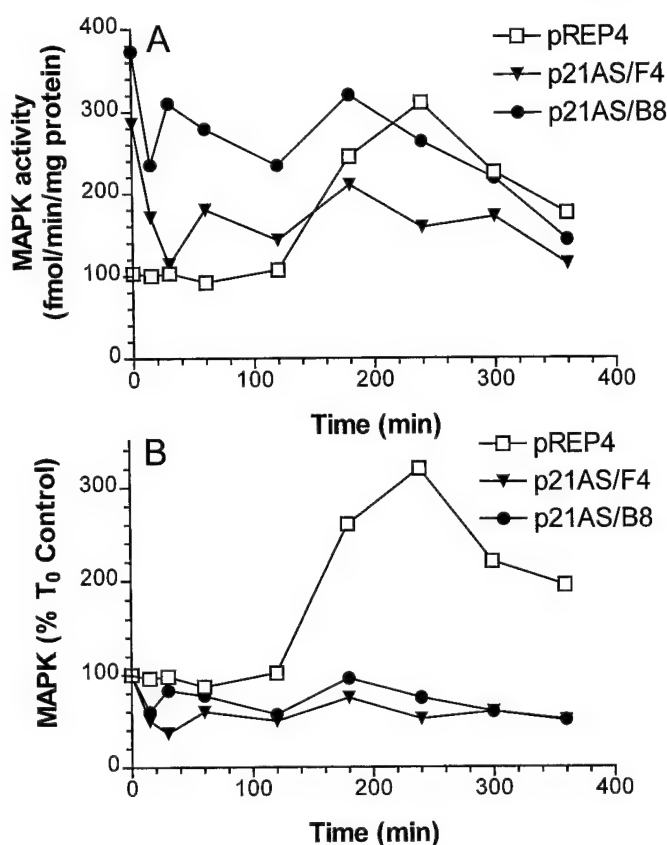 A
pREP4
p21AS/F4
p21AS/B8
MAPK activity
(fmol/min/mg protein)
400
300
200
100
0
0
100
200
300
400
Time (min)
B
pREP4
p21AS/F4
p21AS/B8
MAPK (% T0 Control)
300
200
100
0
0
100
200
300
400
Time (min)